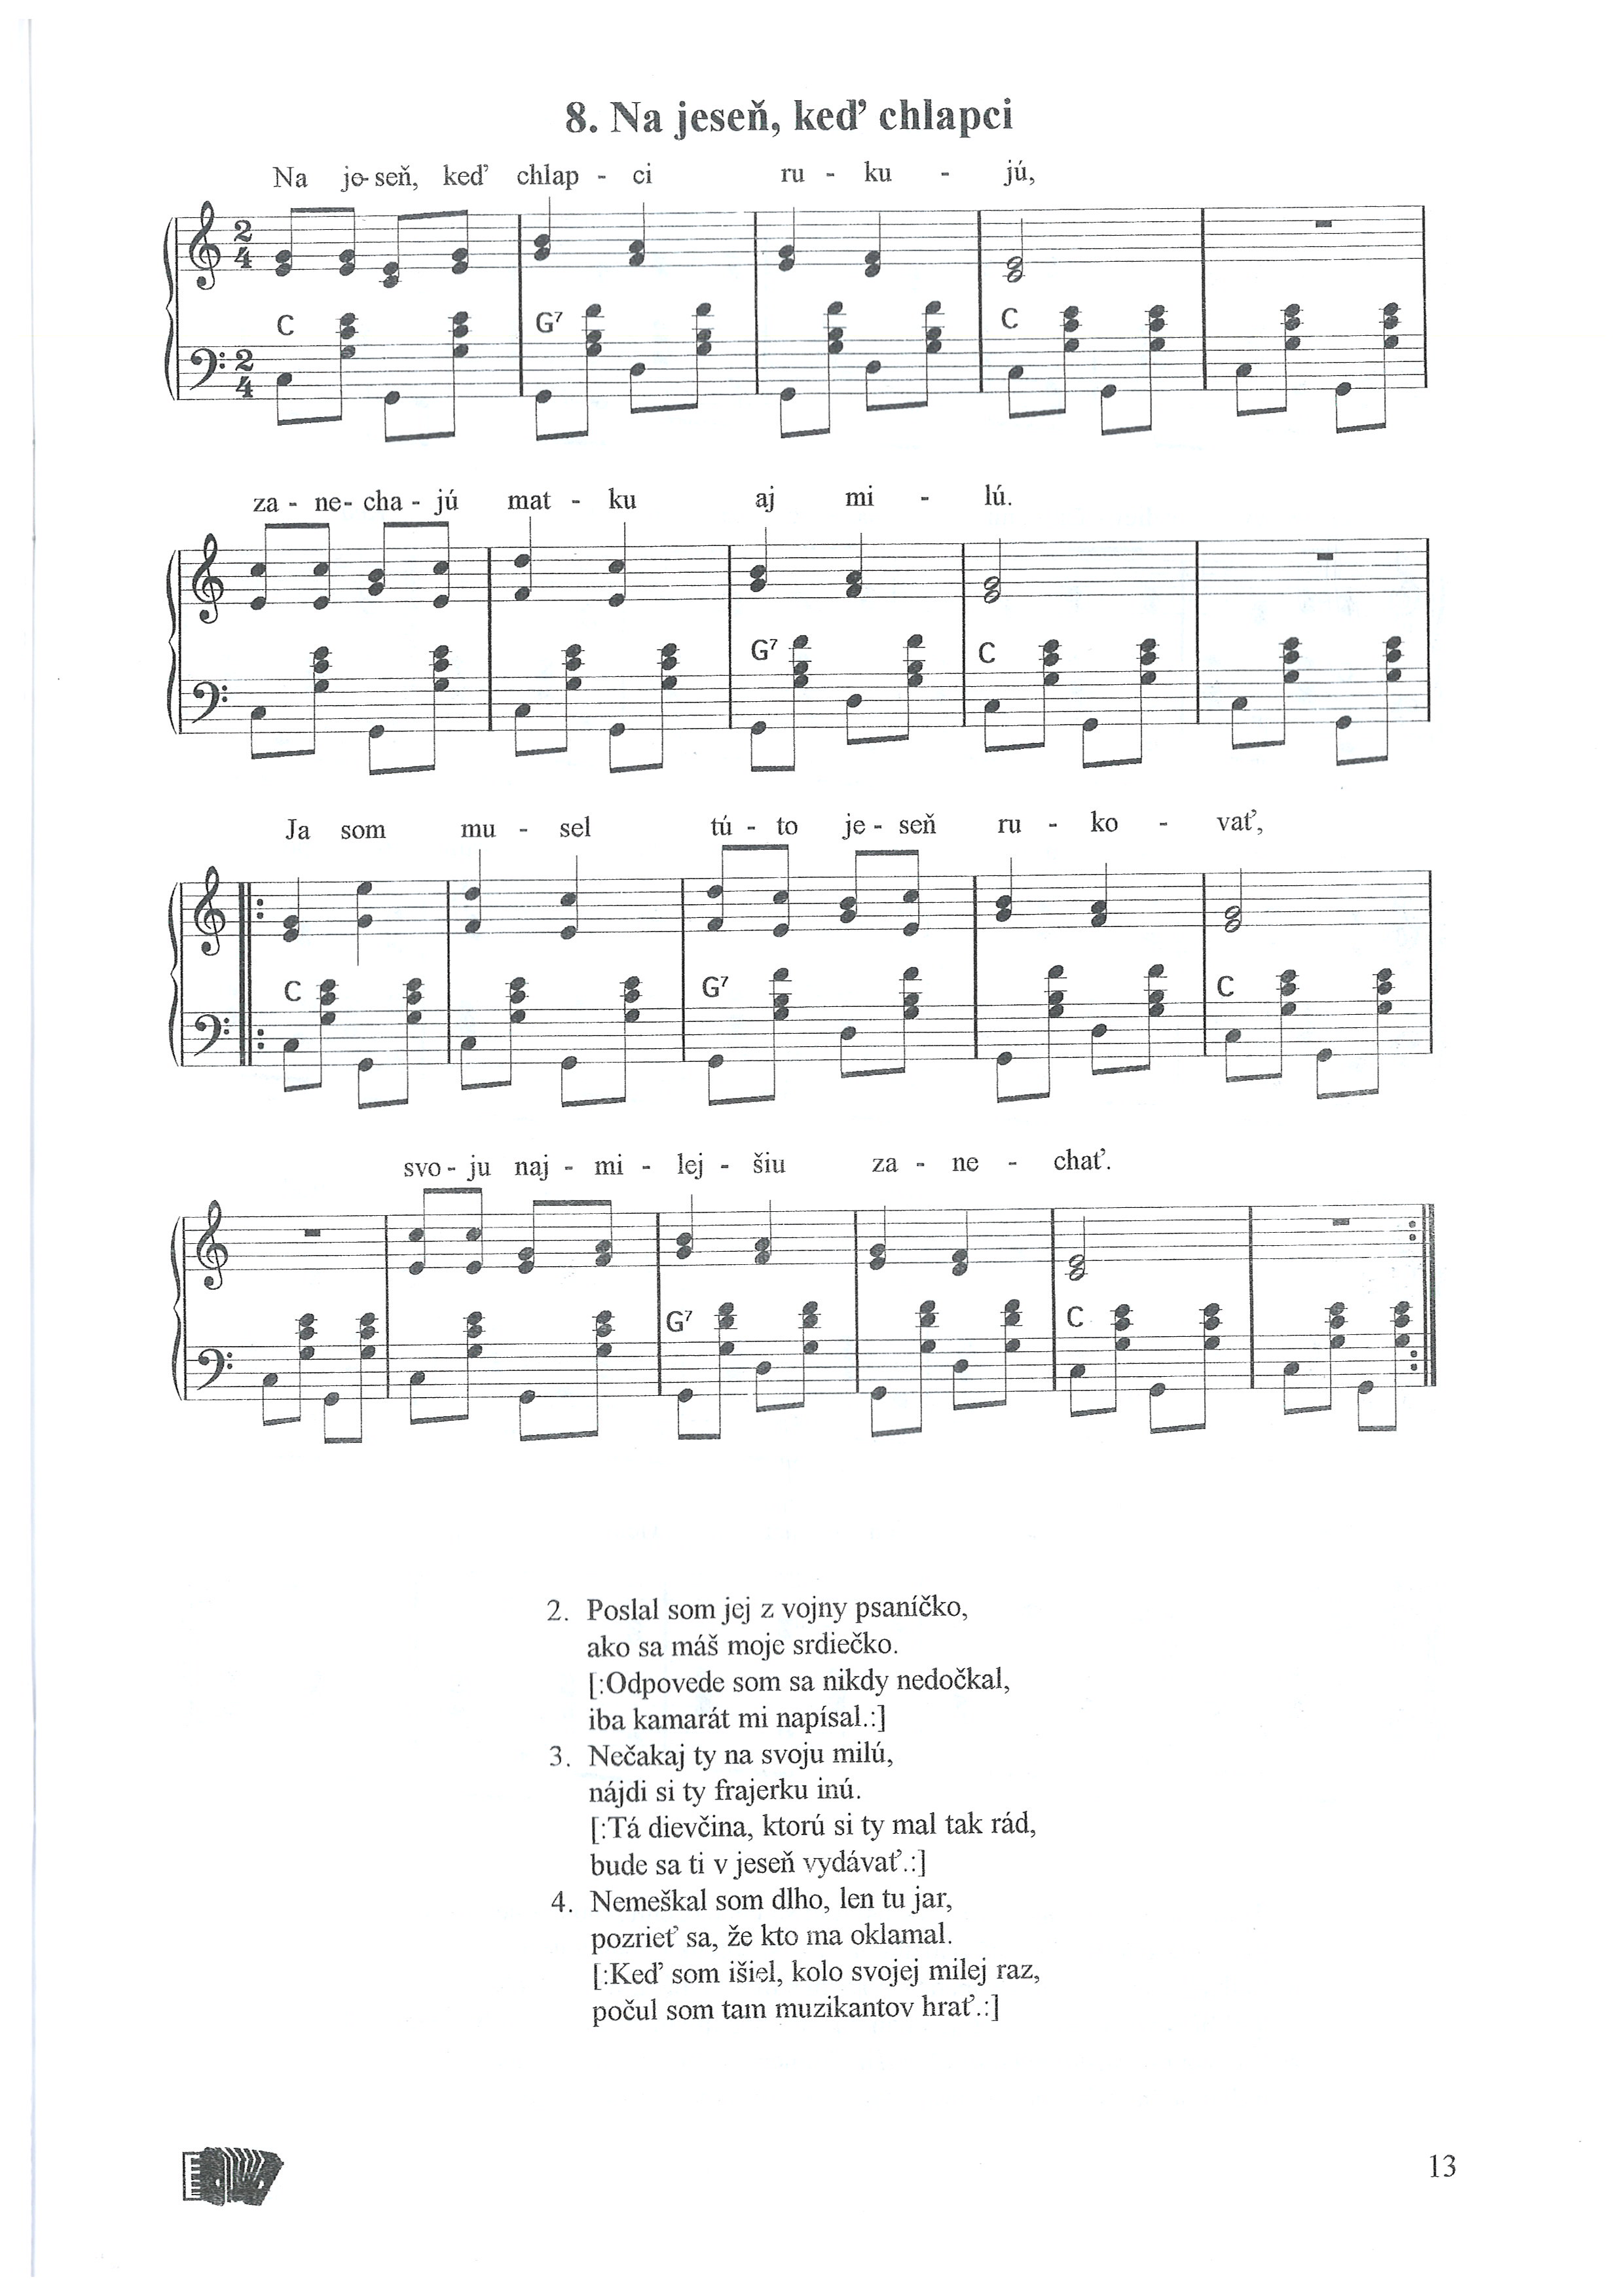 8. Na jeseň, keď chlapci
Na je-seň, keď chlap - ci ru - ku - jú,
2 4
C G⁷ C
2 4
za - ne- cha - jú mat - ku aj mi - lú.
G⁷ C
Ja som mu - sel tú - to je - seň ru - ko - vať,
C G⁷ C
svo - ju naj - mi - lej - šiu za - ne - chať.
G⁷ C
2. Poslal som jej z vojny psaníčko,
ako sa máš moje srdiečko.
[:Odpovede som sa nikdy nedočkal,
iba kamarát mi napísal.:]
3. Nečakaj ty na svoju milú,
nájdi si ty frajerku inú.
[:Tá dievčina, ktorú si ty mal tak rád,
bude sa ti v jeseň vydávať.:]
4. Nemeškal som dlho, len tu jar,
pozrieť sa, že kto ma oklamal.
[:Keď som išiel, kolo svojej milej raz,
počul som tam muzikantov hrať.:]
13